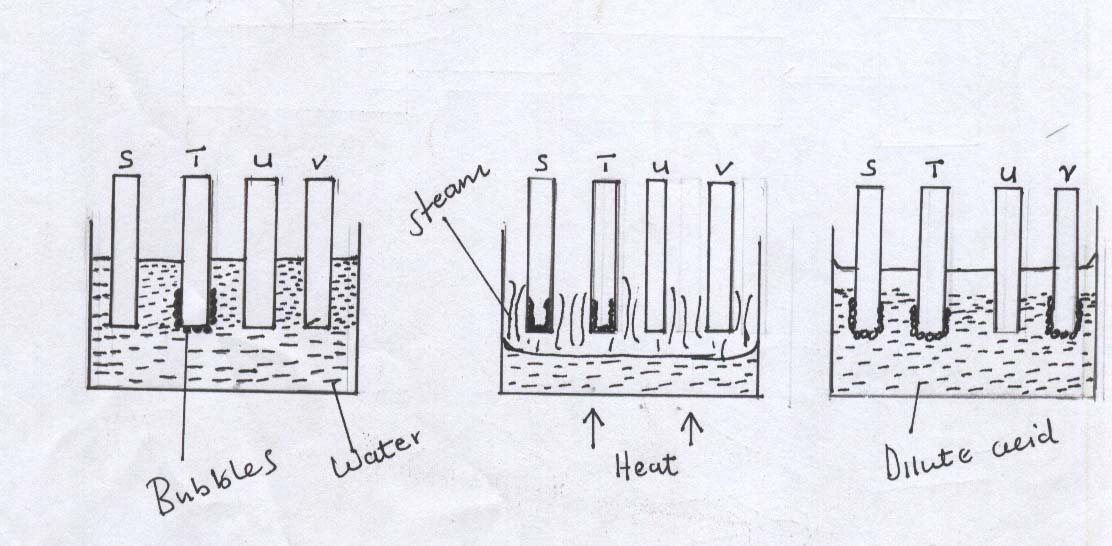 S T U V
Bubbles
Water
steam
S T U V
Heat
S T U V
Dilute acid